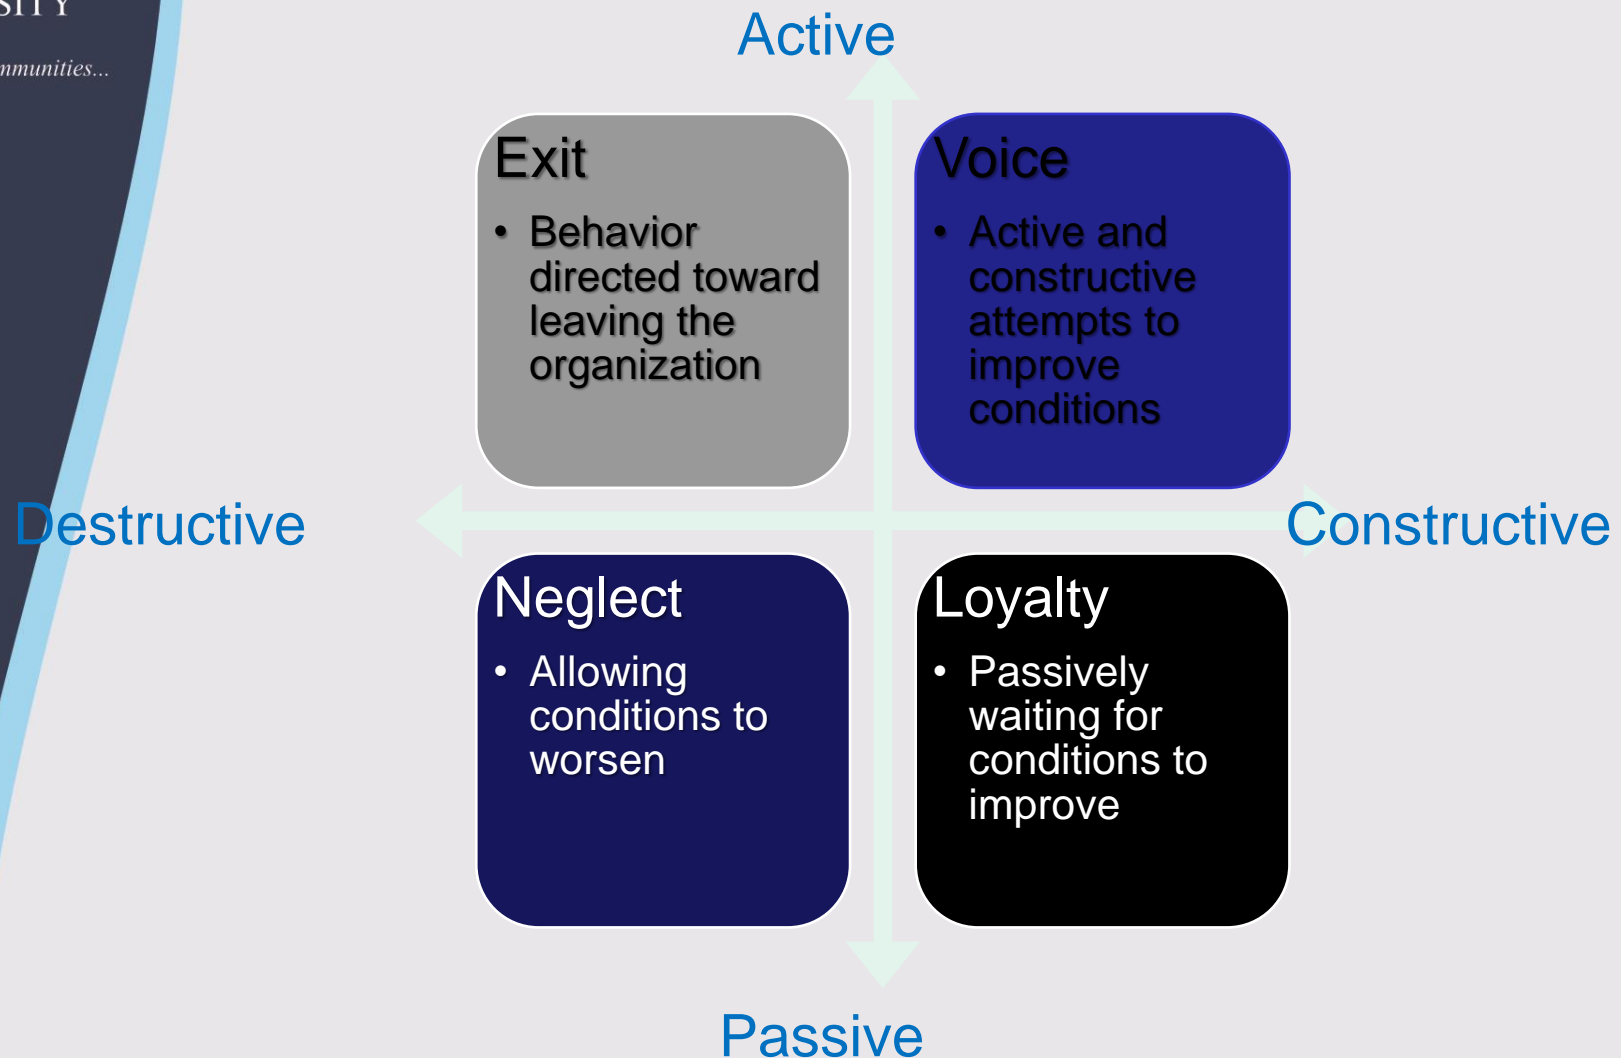 mmunities...
Active
Exit
• Behavior
directed toward
leaving the
organization
Voice
• Active and
constructive
attempts to
improve
conditions
Destructive
Constructive
Neglect
• Allowing
conditions to
worsen
Loyalty
• Passively
waiting for
conditions to
improve
Passive